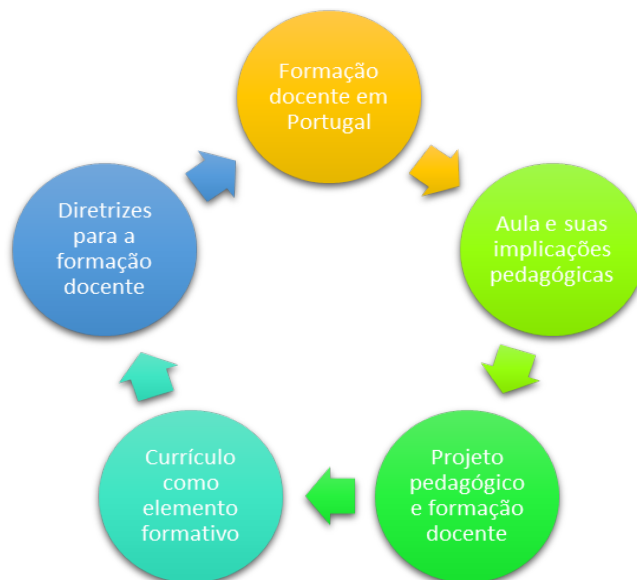 Formação
docente em
Portugal
Aula e suas
implicações
pedagógicas
Projeto
pedagógico
e formação
docente
Currículo
como
elemento
formativo
Diretrizes
para a
formação
docente